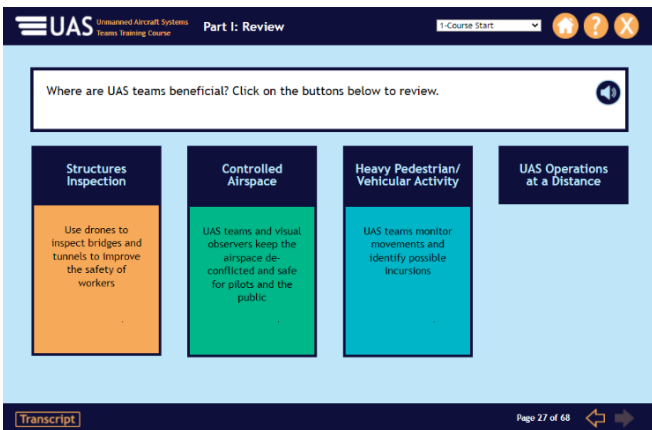 UAS Unmanned Aircraft Systems
Teams Training Course
Part I: Review
1-Course Start
?
X
Where are UAS teams beneficial? Click on the buttons below to review.
Structures
Inspection
Use drones to
inspect bridges and
tunnels to improve
the safety of
workers
Controlled
Airspace
UAS teams and visual
observers keep the
airspace de-
conflicted and safe
for pilots and the
public
Heavy Pedestrian/
Vehicular Activity
UAS teams monitor
movements and
identify possible
incursions
UAS Operations
at a Distance
Transcript
Page 27 of 68